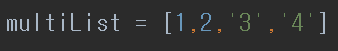 multiList = [1,2,'3','4']